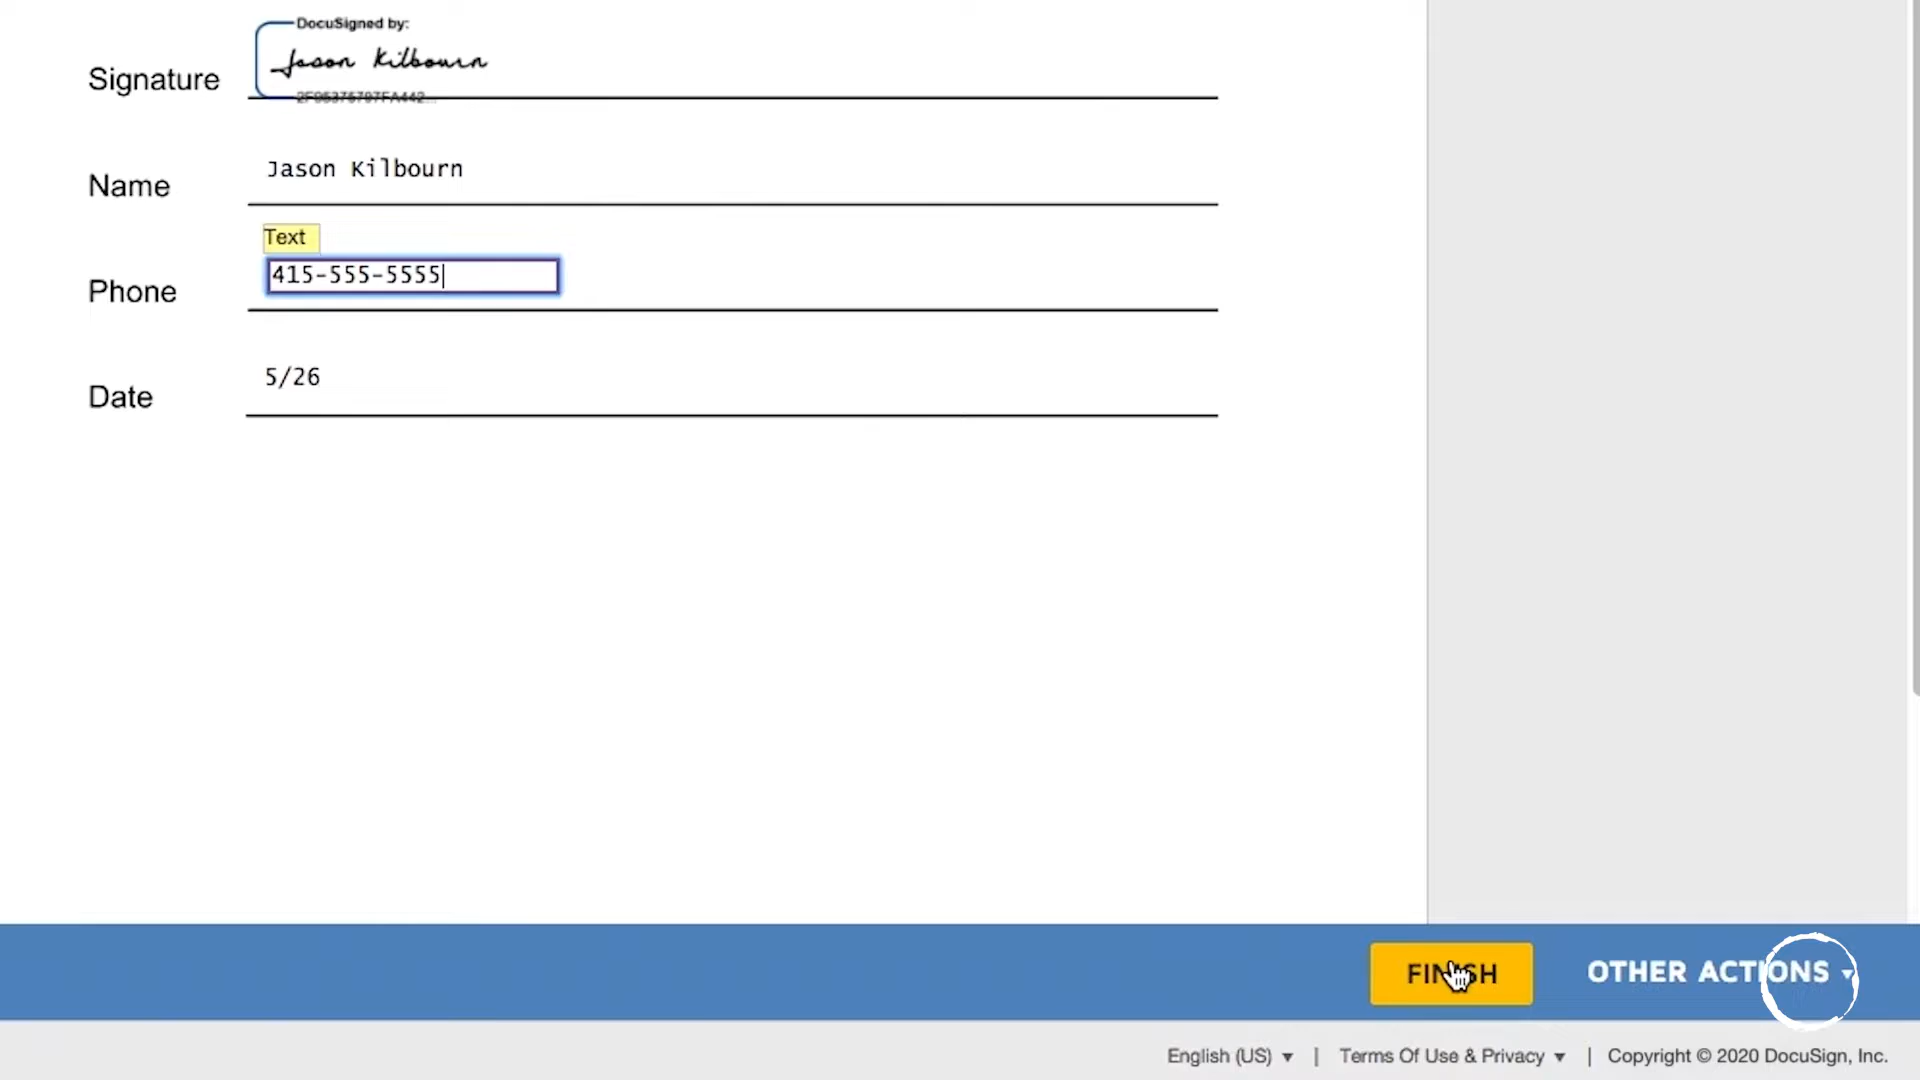 DocuSigned by:
Signature
Jason Kilbourn
2F95375797FA442...
Name
Jason Kilbourn
Text
Phone
415-555-5555
Date
5/26
FINISH
OTHER ACTIONS
English (US) | Terms Of Use & Privacy | Copyright © 2020 DocuSign, Inc.